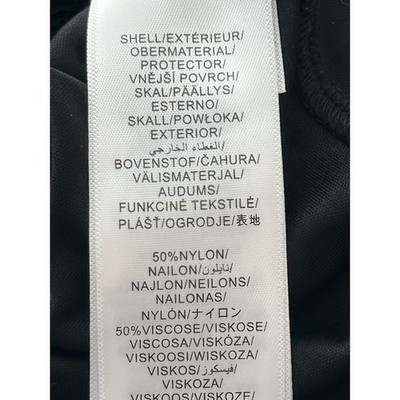 SHELL/EXTÉRIEUR/
OBERMATERIAL/
PROTECTOR/
VNĚJŠÍ POVRCH/
SKAL/PÄÄLLYS/
ESTERNO/
SKALL/POWŁOKA/
EXTERIOR/
الغطاء الخارجي/
BOVENSTOF/ČAHURA/
VÄLISMATERJAL/
AUDUMS/
FUNKCINĖ TEKSTILĖ/
PLÁŠŤ/OGRODJE/表地
50%NYLON/
NAILON/نايلون/
NAJLON/NEILONS/
NAILONAS/
NYLÓN/ナイロン
50%VISCOSE/VISKOSE/
VISCOSA/VISKÓZA/
VISKOOSI/WISKOZA/
VISKOS/فيسكوز/
VISKOZA/
VISKOOS/VISKOZE/